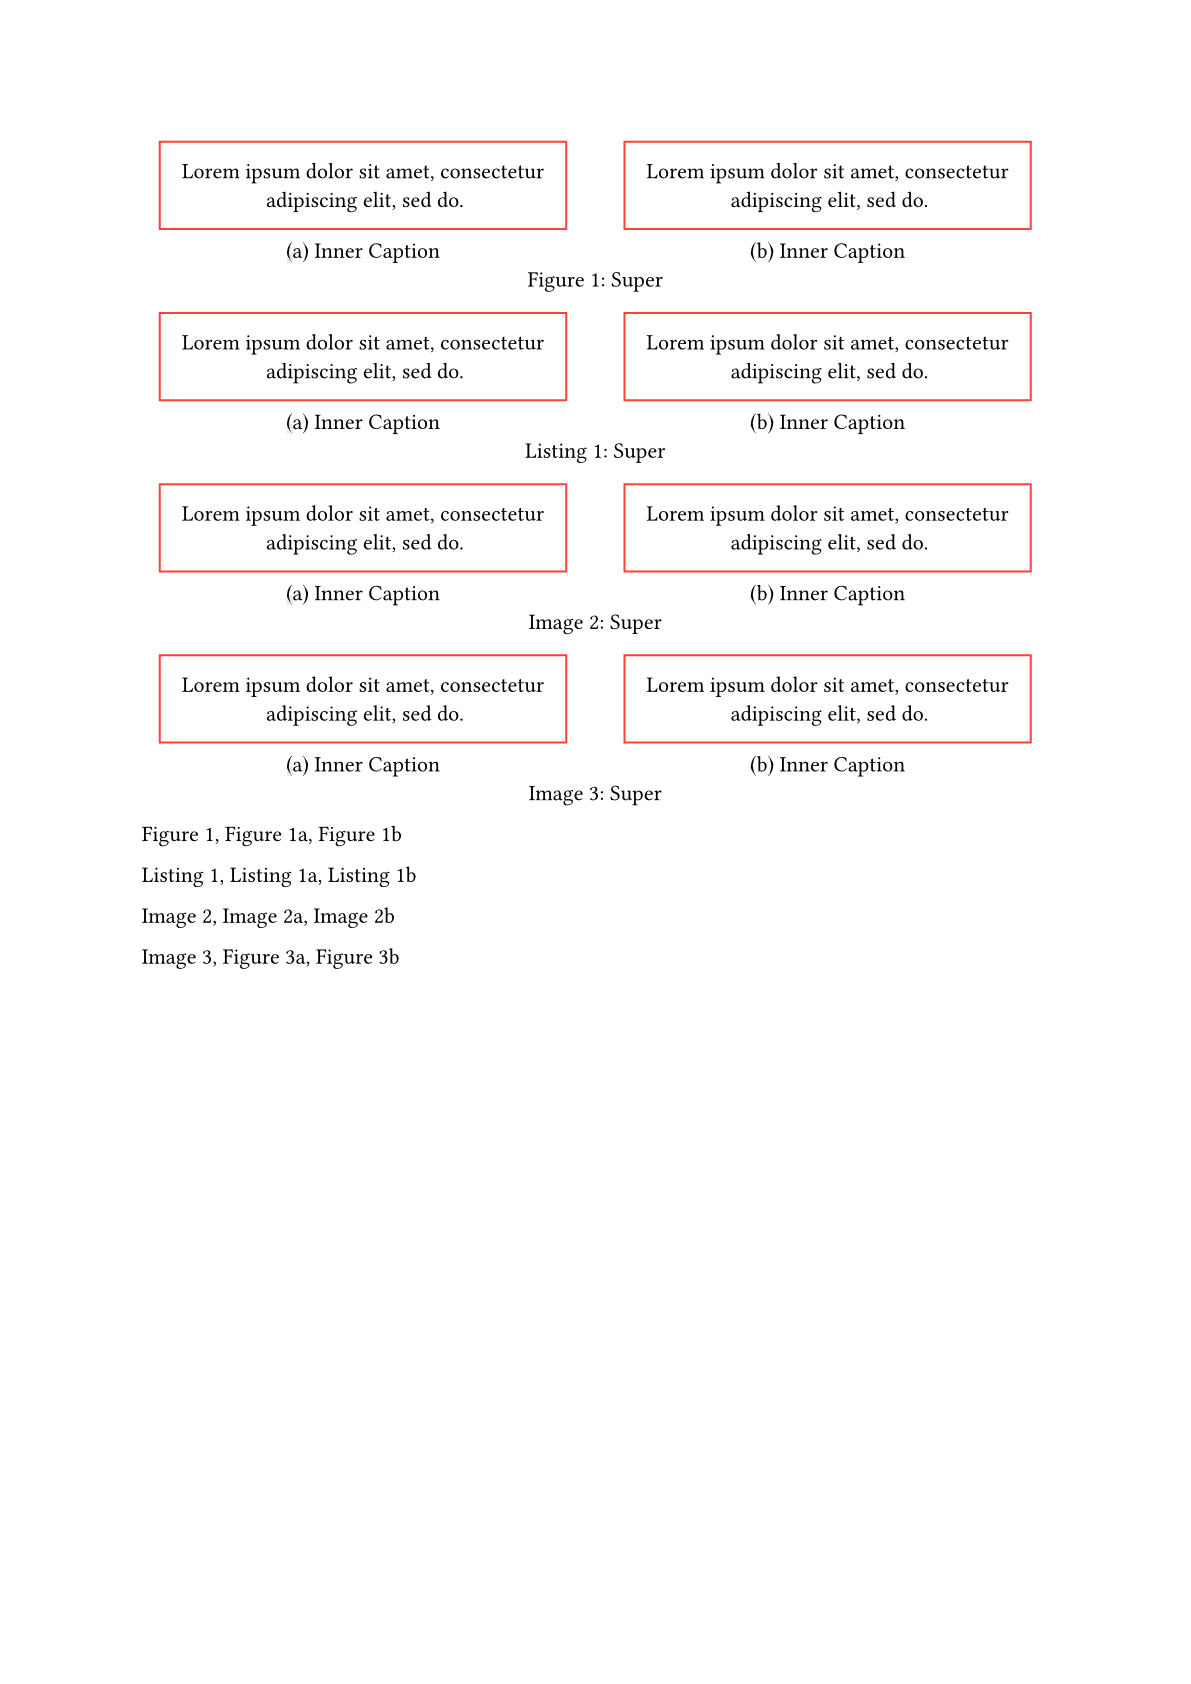 Lorem ipsum dolor sit amet, consectetur
adipiscing elit, sed do.
(a) Inner Caption
Lorem ipsum dolor sit amet, consectetur
adipiscing elit, sed do.
(b) Inner Caption
Figure 1: Super
Lorem ipsum dolor sit amet, consectetur
adipiscing elit, sed do.
(a) Inner Caption
Lorem ipsum dolor sit amet, consectetur
adipiscing elit, sed do.
(b) Inner Caption
Listing 1: Super
Lorem ipsum dolor sit amet, consectetur
adipiscing elit, sed do.
(a) Inner Caption
Lorem ipsum dolor sit amet, consectetur
adipiscing elit, sed do.
(b) Inner Caption
Image 2: Super
Lorem ipsum dolor sit amet, consectetur
adipiscing elit, sed do.
(a) Inner Caption
Lorem ipsum dolor sit amet, consectetur
adipiscing elit, sed do.
(b) Inner Caption
Image 3: Super
Figure 1, Figure 1a, Figure 1b
Listing 1, Listing 1a, Listing 1b
Image 2, Image 2a, Image 2b
Image 3, Figure 3a, Figure 3b